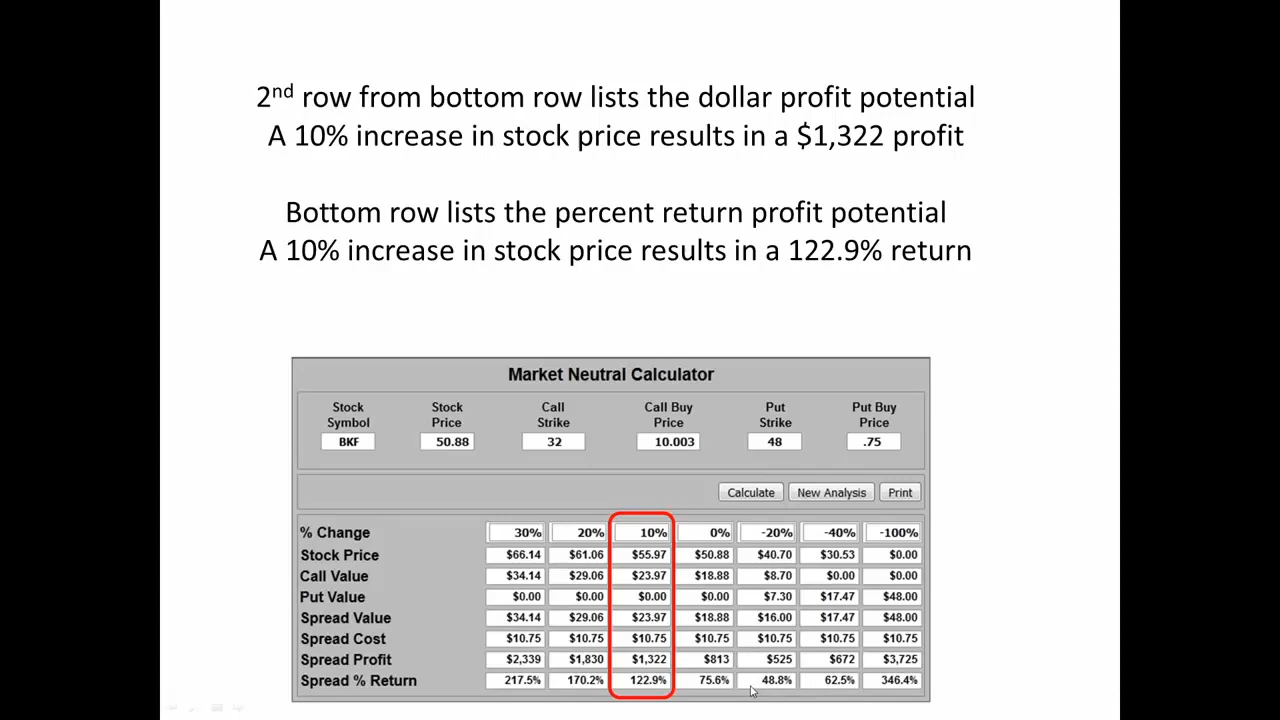 2nd row from bottom row lists the dollar profit potential
A 10% increase in stock price results in a $1,322 profit
Bottom row lists the percent return profit potential
A 10% increase in stock price results in a 122.9% return
Market Neutral Calculator
Stock Symbol Stock Price Call Strike Call Buy Price Put Strike Put Buy Price
BKF 50.88 32 10.003 48 .75
Calculate New Analysis Print
% Change 30% 20% 10% 0% -20% -40% -100%
Stock Price $66.14 $61.06 $55.97 $50.88 $40.70 $30.53 $0.00
Call Value $34.14 $29.06 $23.97 $18.88 $8.70 $0.00 $0.00
Put Value $0.00 $0.00 $0.00 $0.00 $7.30 $17.47 $48.00
Spread Value $34.14 $29.06 $23.97 $18.88 $16.00 $17.47 $48.00
Spread Cost $10.75 $10.75 $10.75 $10.75 $10.75 $10.75 $10.75
Spread Profit $2,339 $1,830 $1,322 $813 $525 $672 $3,725
Spread % Return 217.5% 170.2% 122.9% 75.6% 48.8% 62.5% 346.4%